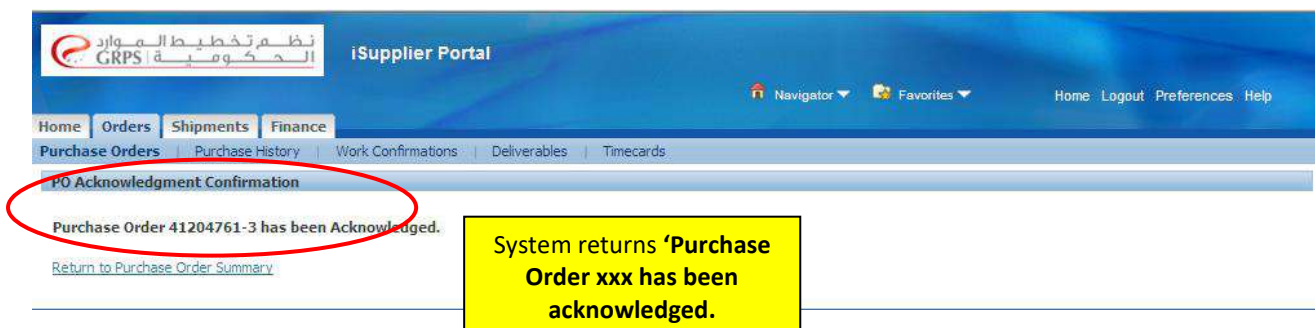 نظم تخطيط الموارد
الحكومية GRPS
iSupplier Portal
Navigator Favorites Home Logout Preferences Help
Home Orders Shipments Finance
Purchase Orders | Purchase History | Work Confirmations | Deliverables | Timecards
PO Acknowledgment Confirmation
Purchase Order 41204761-3 has been Acknowledged.
Return to Purchase Order Summary
System returns ‘Purchase
Order xxx has been
acknowledged.